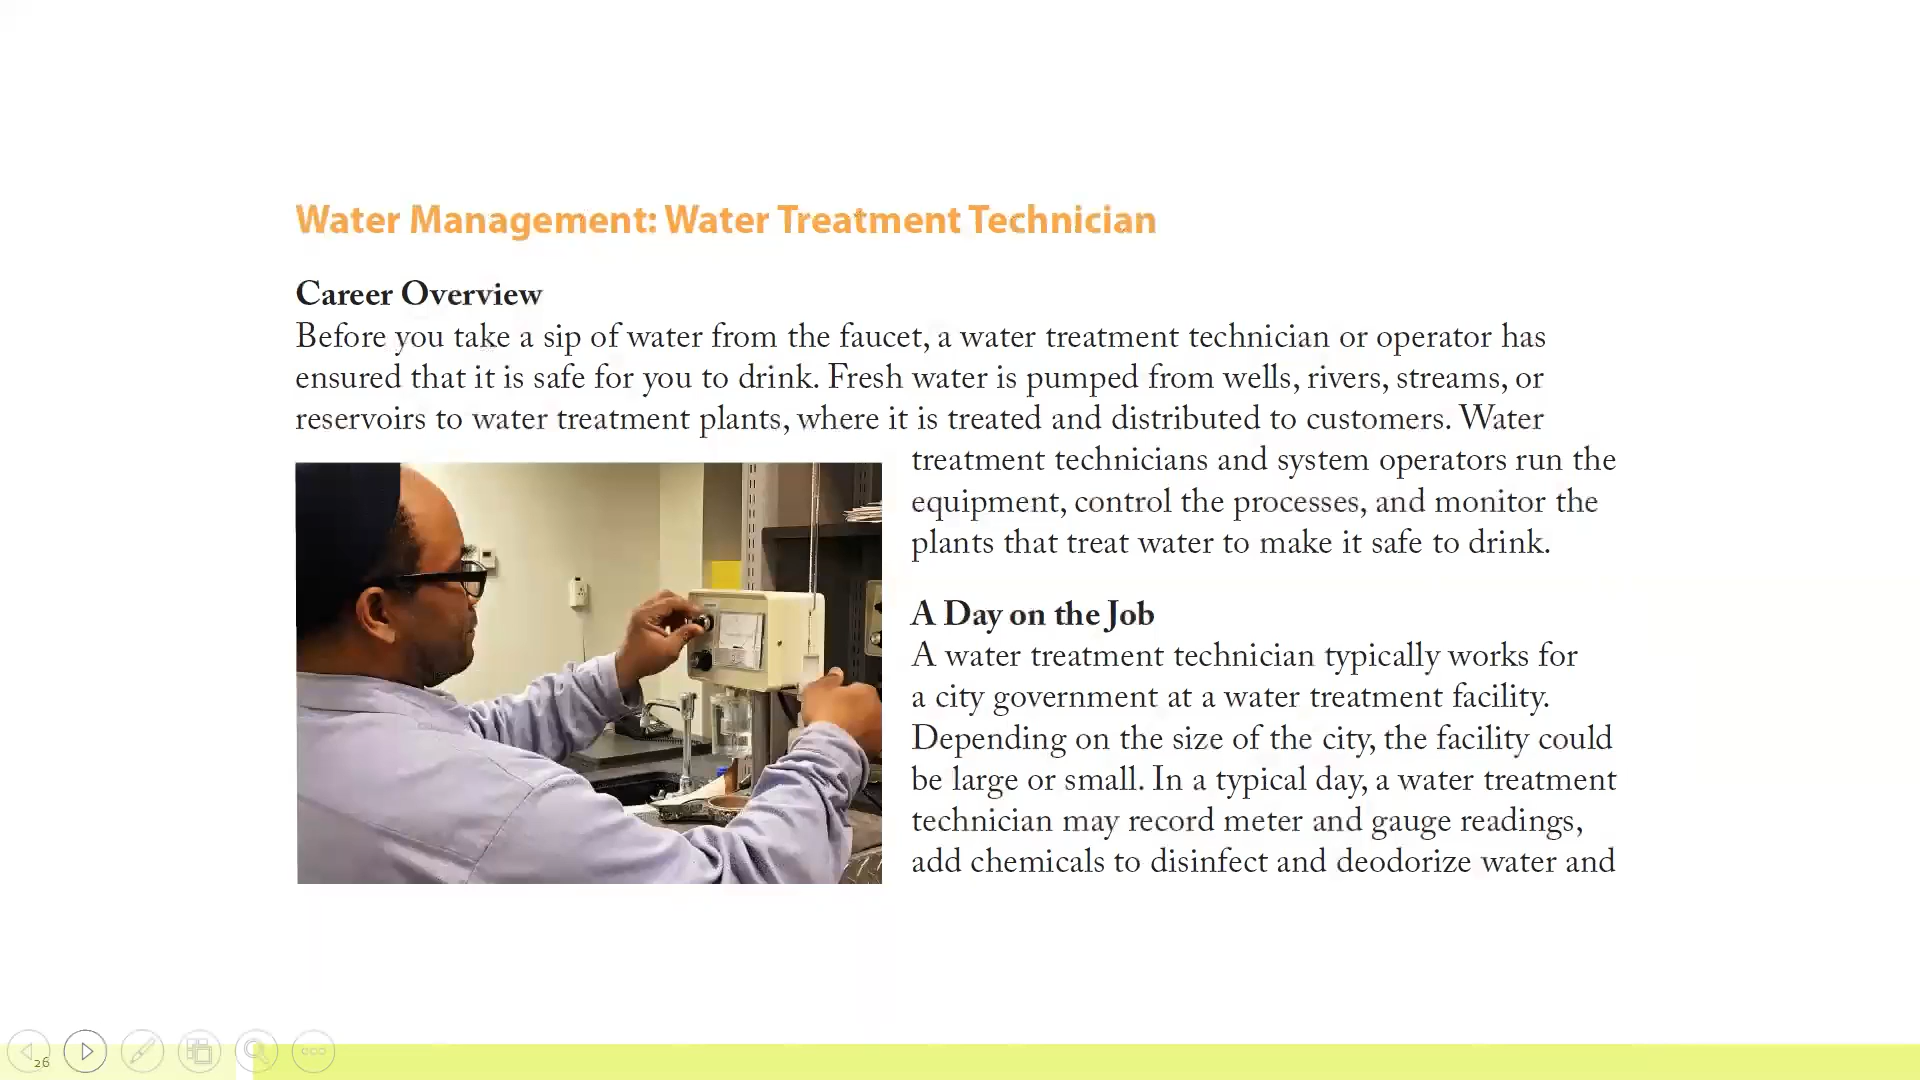 Water Management: Water Treatment Technician
Career Overview
Before you take a sip of water from the faucet, a water treatment technician or operator has
ensured that it is safe for you to drink. Fresh water is pumped from wells, rivers, streams, or
reservoirs to water treatment plants, where it is treated and distributed to customers. Water
treatment technicians and system operators run the
equipment, control the processes, and monitor the
plants that treat water to make it safe to drink.
A Day on the Job
A water treatment technician typically works for
a city government at a water treatment facility.
Depending on the size of the city, the facility could
be large or small. In a typical day, a water treatment
technician may record meter and gauge readings,
add chemicals to disinfect and deodorize water and
26